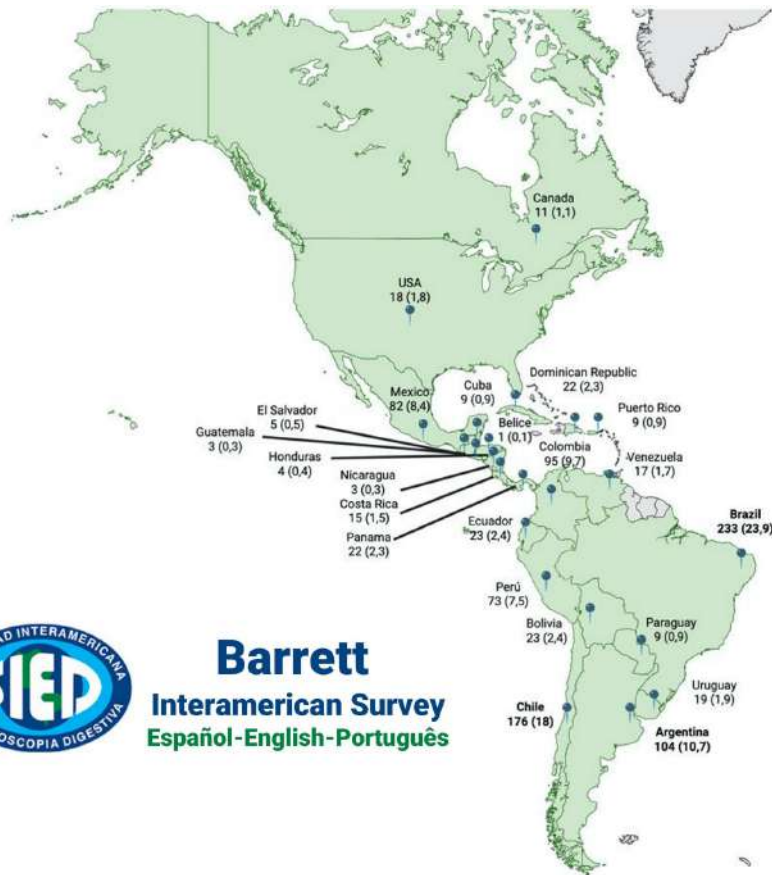 Canada
11 (1,1)
USA
18 (1,8)
Dominican Republic
22 (2,3)
Cuba
9 (0,9)
Mexico
82 (8,4)
Puerto Rico
9 (0,9)
El Salvador
5 (0,5)
Belice
1 (0,1)
Guatemala
3 (0,3)
Colombia
95 (9,7)
Venezuela
17 (1,7)
Honduras
4 (0,4)
Nicaragua
3 (0,3)
Costa Rica
15 (1,5)
Ecuador
23 (2,4)
Brazil
233 (23,9)
Panama
22 (2,3)
Perú
73 (7,5)
Bolivia
23 (2,4)
Paraguay
9 (0,9)
Uruguay
19 (1,9)
Chile
176 (18)
Argentina
104 (10,7)
AD INTERAMERICANA
SIED
OSCOPIA DIGESTIVA
Barrett
Interamerican Survey
Español-English-Português